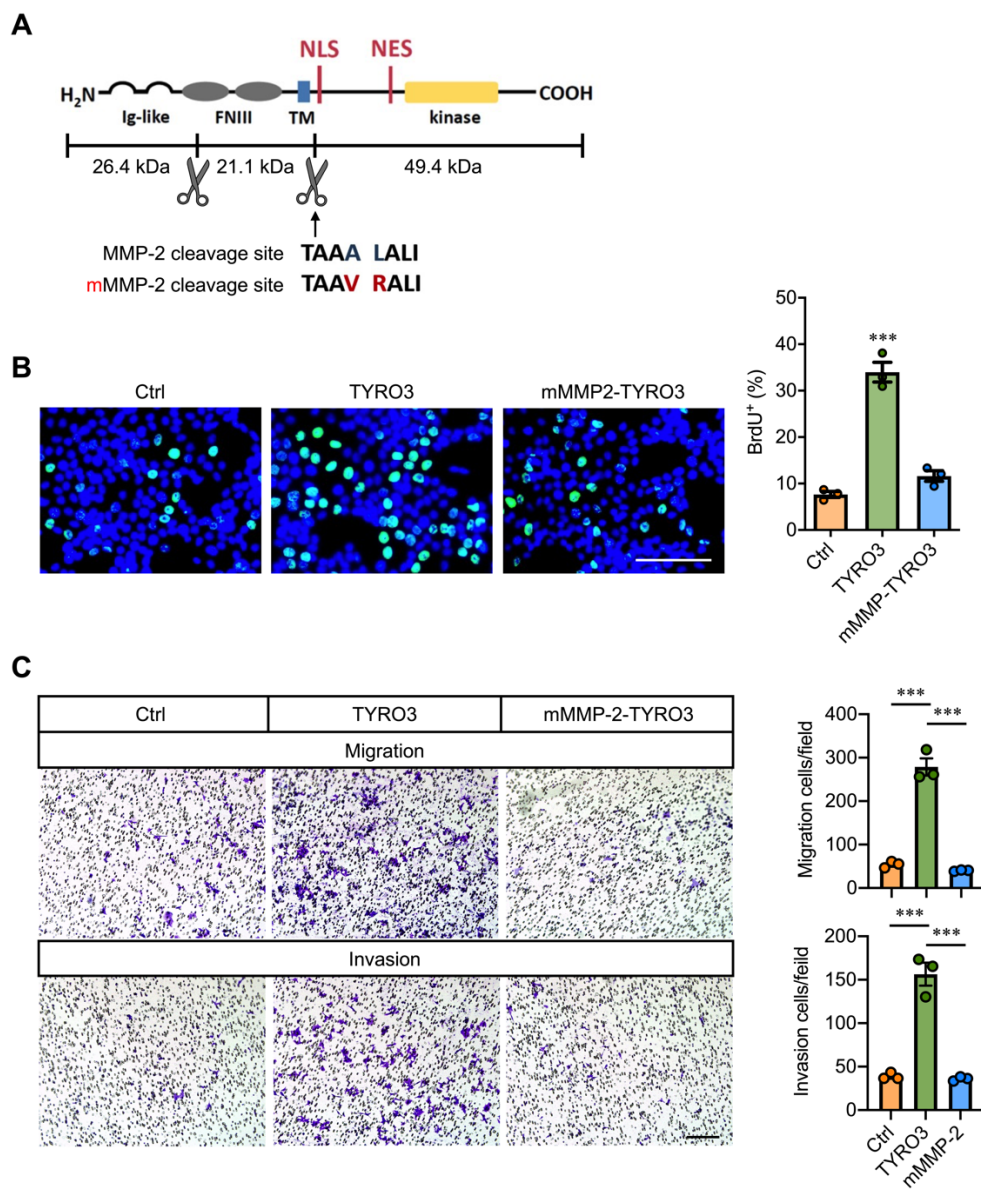 A
NLS NES
H2N COOH
Ig-like FNIII TM kinase
26.4 kDa 21.1 kDa 49.4 kDa
MMP-2 cleavage site TAAA LALI
mMMP-2 cleavage site TAAV RALI
B
Ctrl TYRO3 mMMP2-TYRO3
BrdU+ (%)
50
40
30
20
10
0
***
Ctrl
TYRO3
mMMP-TYRO3
C
Ctrl TYRO3 mMMP-2-TYRO3
Migration
Invasion
Migration cells/field
400
300
200
100
0
***
***
Invasion cells/feild
200
150
100
50
0
***
***
Ctrl
TYRO3
mMMP-2